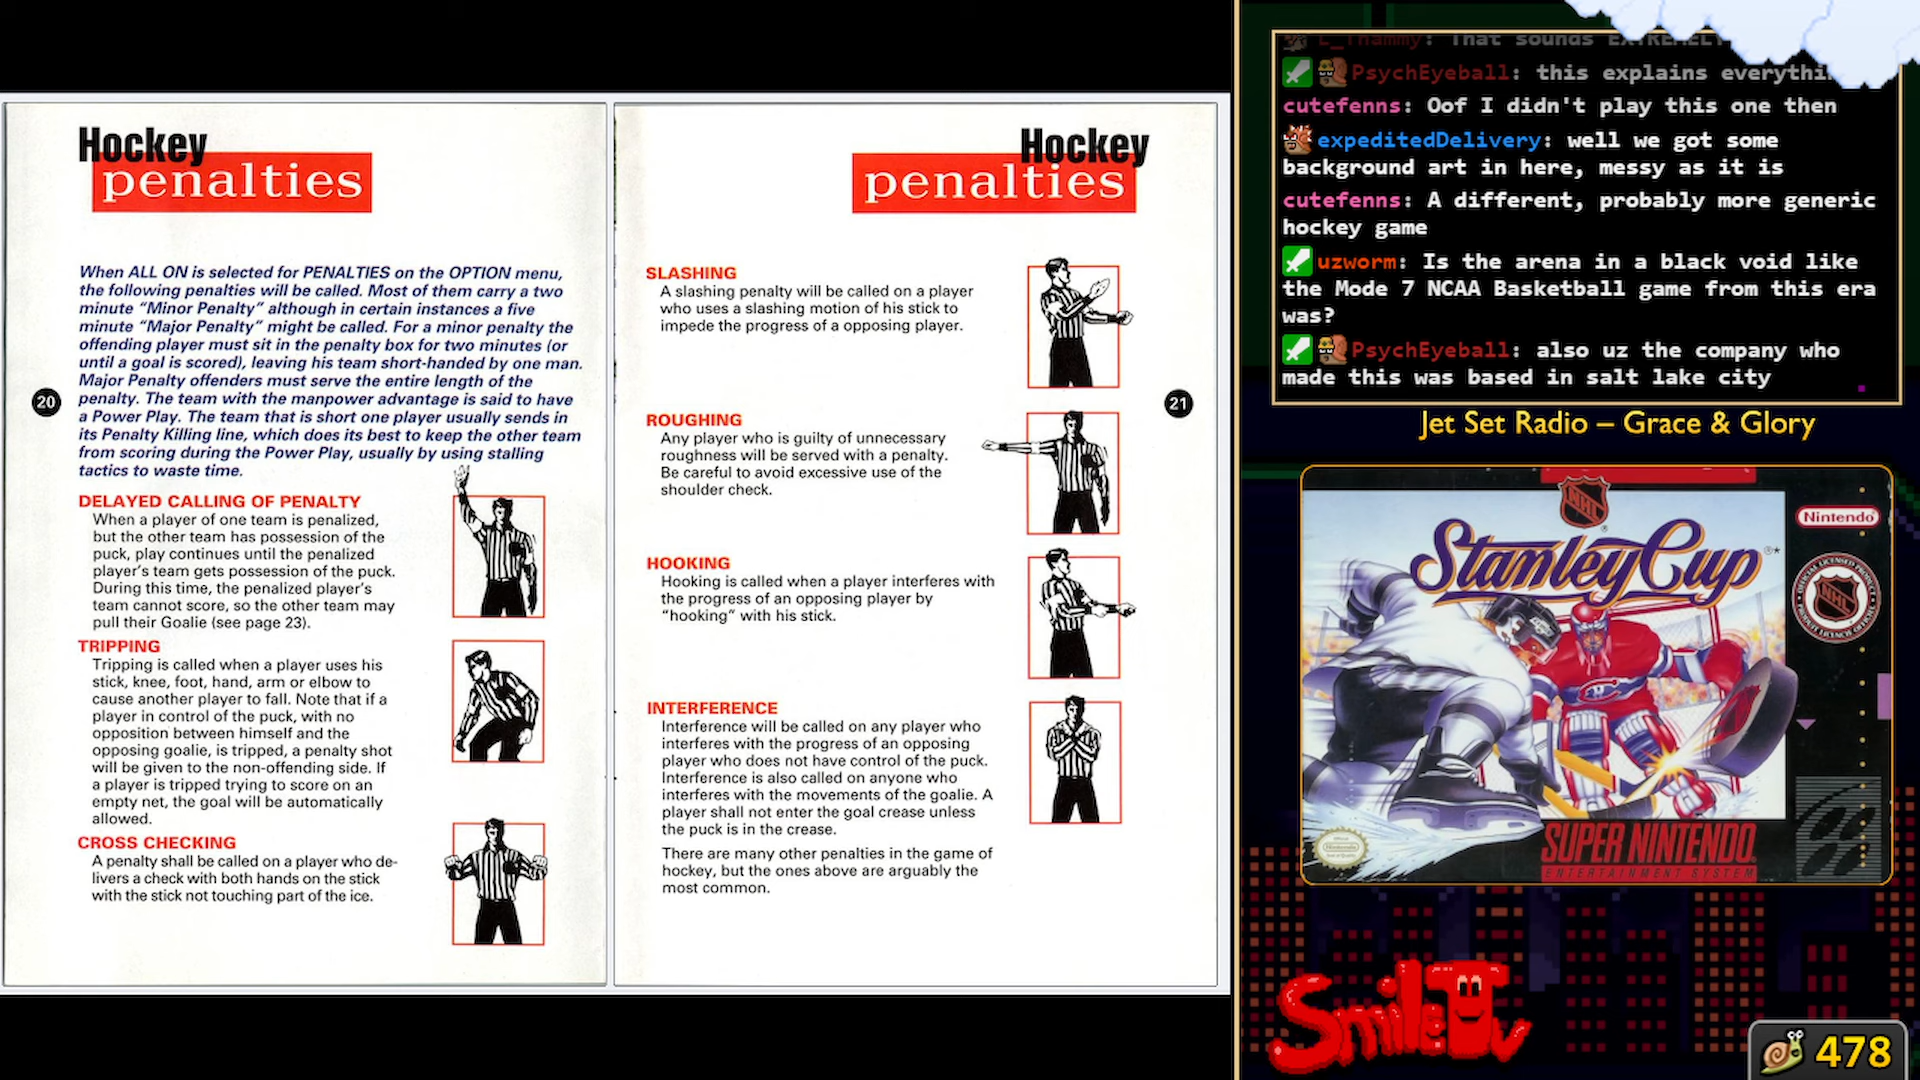 Hockey
penalties
When ALL ON is selected for PENALTIES on the OPTION menu,
the following penalties will be called. Most of them carry a two
minute “Minor Penalty” although in certain instances a five
minute “Major Penalty” might be called. For a minor penalty the
offending player must sit in the penalty box for two minutes (or
until a goal is scored), leaving his team short-handed by one man.
Major Penalty offenders must serve the entire length of the
penalty. The team with the manpower advantage is said to have
a Power Play. The team that is short one player usually sends in
its Penalty Killing line, which does its best to keep the other team
from scoring during the Power Play, usually by using stalling
tactics to waste time.
20
DELAYED CALLING OF PENALTY
When a player of one team is penalized,
but the other team has possession of the
puck, play continues until the penalized
player's team gets possession of the puck.
During this time, the penalized player's
team cannot score, so the other team may
pull their Goalie (see page 23).
TRIPPING
Tripping is called when a player uses his
stick, knee, foot, hand, arm or elbow to
cause another player to fall. Note that if a
player in control of the puck, with no
opposition between himself and the
opposing goalie, is tripped, a penalty shot
will be given to the non-offending side. If
a player is tripped trying to score on an
empty net, the goal will be automatically
allowed.
CROSS CHECKING
A penalty shall be called on a player who de-
livers a check with both hands on the stick
with the stick not touching part of the ice.
Hockey
penalties
SLASHING
A slashing penalty will be called on a player
who uses a slashing motion of his stick to
impede the progress of a opposing player.
21
ROUGHING
Any player who is guilty of unnecessary
roughness will be served with a penalty.
Be careful to avoid excessive use of the
shoulder check.
HOOKING
Hooking is called when a player interferes with
the progress of an opposing player by
“hooking” with his stick.
INTERFERENCE
Interference will be called on any player who
interferes with the progress of an opposing
player who does not have control of the puck.
Interference is also called on anyone who
interferes with the movements of the goalie. A
player shall not enter the goal crease unless
the puck is in the crease.
There are many other penalties in the game of
hockey, but the ones above are arguably the
most common.
That sounds EXTREMELY
PsychEyeball: this explains everythi
cutefenns: Oof I didn't play this one then
expeditedDelivery: well we got some
background art in here, messy as it is
cutefenns: A different, probably more generic
hockey game
uzworm: Is the arena in a black void like
the Mode 7 NCAA Basketball game from this era
was?
PsychEyeball: also uz the company who
made this was based in salt lake city
Jet Set Radio – Grace & Glory
NHL
Stanley Cup
Nintendo
NHL
SUPER NINTENDO
ENTERTAINMENT SYSTEM
SmileTv
478